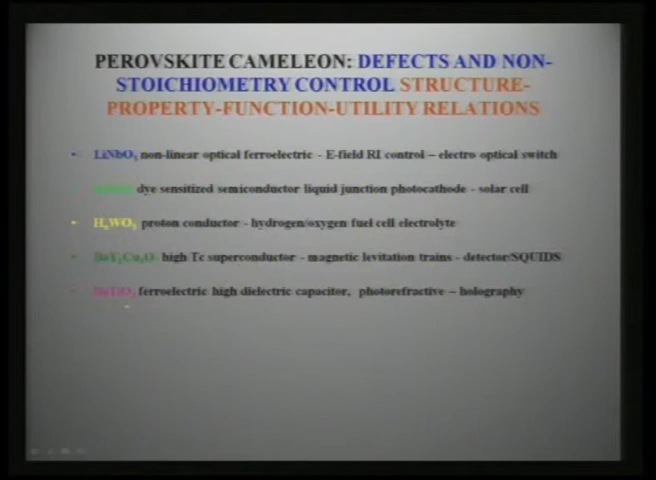 PEROVSKITE CAMELEON: DEFECTS AND NON-
STOICHIOMETRY CONTROL STRUCTURE-
PROPERTY-FUNCTION-UTILITY RELATIONS
• LiNbO3 non-linear optical ferroelectric - E-field RI control – electro optical switch
dye sensitized semiconductor liquid junction photocathode - solar cell
• HxWO3 proton conductor - hydrogen/oxygen fuel cell electrolyte
• high Tc superconductor - magnetic levitation trains - detector/SQUIDS
• BaTiO3 ferroelectric high dielectric capacitor, photorefractive – holography